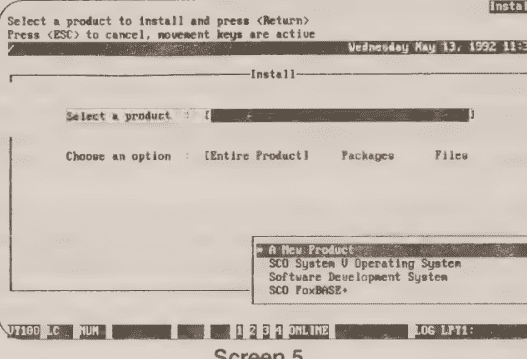 Install
Select a product to install and press <Return>
Press <ESC> to cancel, movement keys are active
/ Wednesday May 13, 1992 11:3
Install
Select a product : [ ]
Choose an option : [Entire Product] Packages Files
A New Product
SCO System V Operating System
Software Development System
SCO FoxBASE+
VT100 LC NUM 1 2 3 4 ONLINE LOG LPT1:
Screen 5